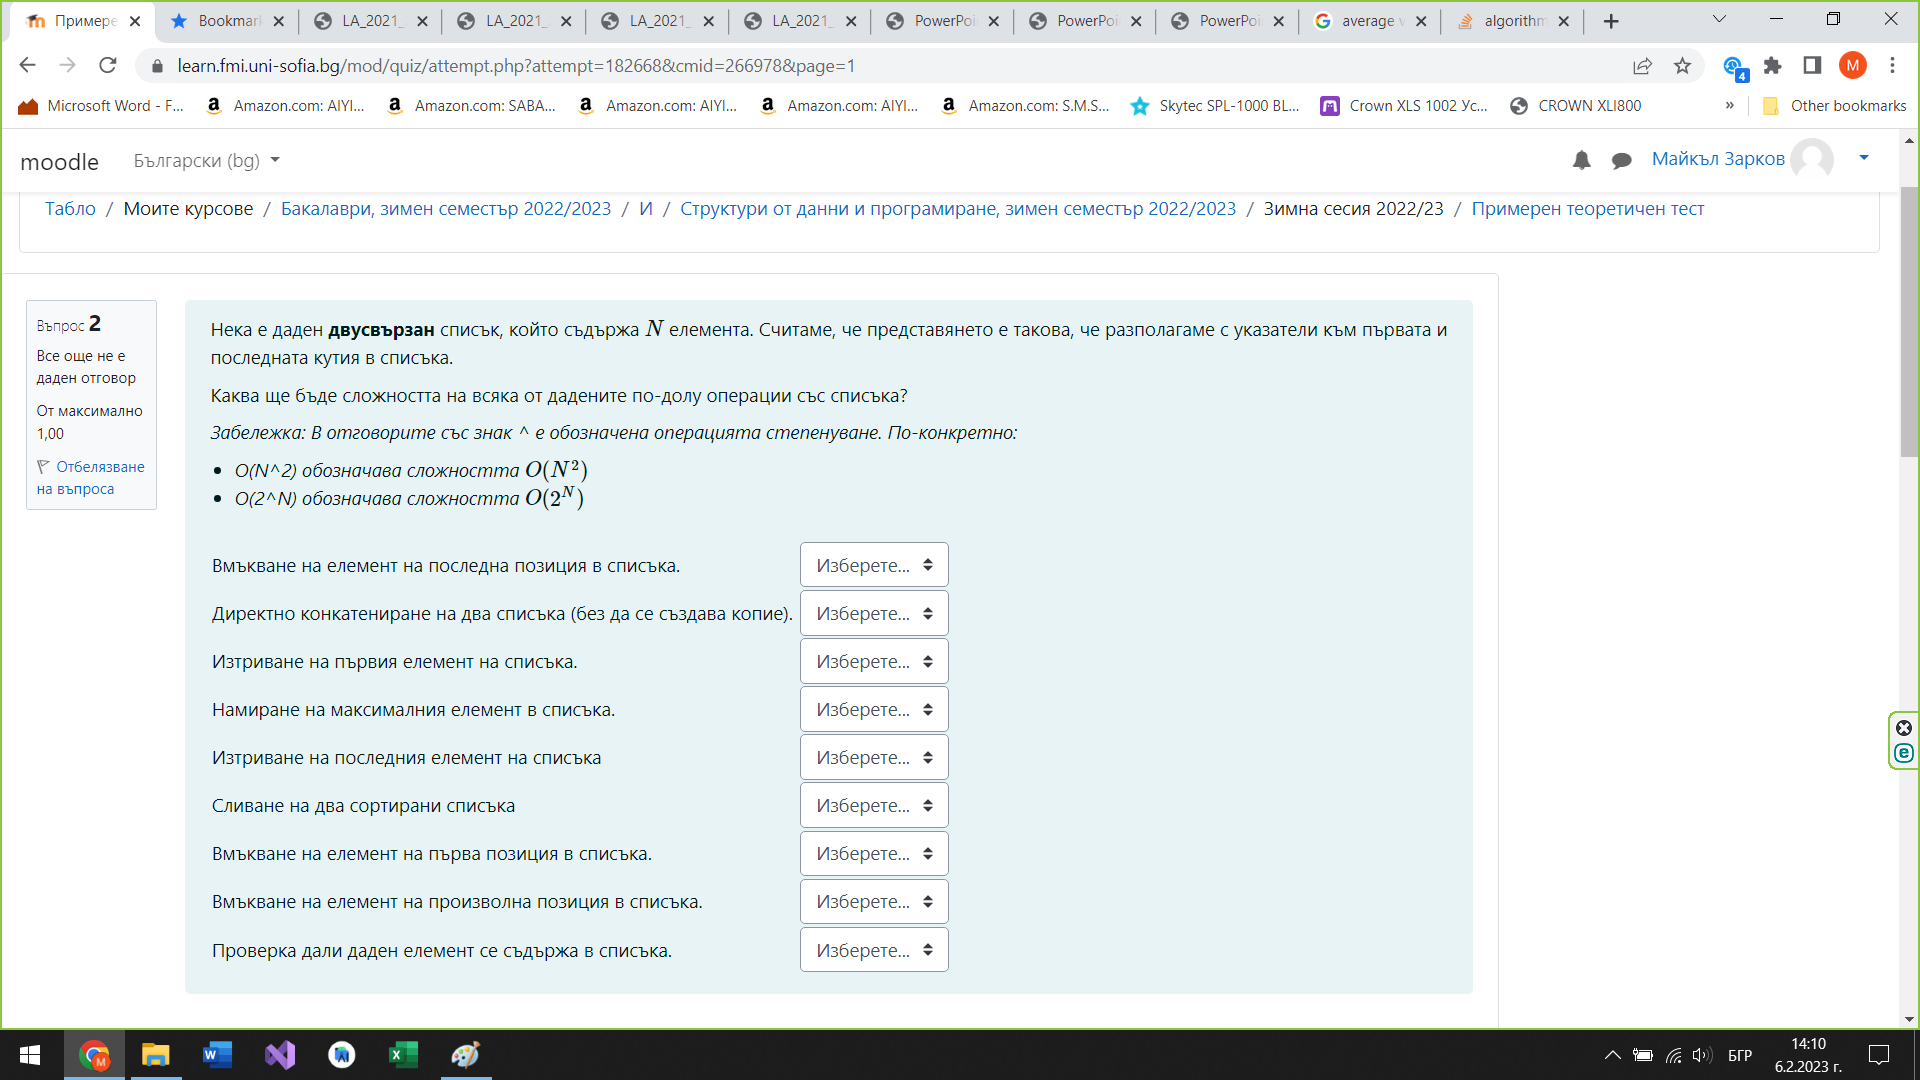 Примере
Bookmar
LA_2021_
LA_2021_
LA_2021_
LA_2021_
PowerPoi
PowerPoi
PowerPoi
average
algorithm
learn.fmi.uni-sofia.bg/mod/quiz/attempt.php?attempt=182668&cmid=266978&page=1
4
M
Microsoft Word - F...
Amazon.com: AIYI...
Amazon.com: SABA...
Amazon.com: AIYI...
Amazon.com: AIYI...
Amazon.com: S.M.S...
Skytec SPL-1000 BL...
Crown XLS 1002 Ус...
CROWN XLI800
»
Other bookmarks
moodle
Български (bg)
Майкъл Зарков
Табло / Моите курсове / Бакалаври, зимен семестър 2022/2023 / И / Структури от данни и програмиране, зимен семестър 2022/2023 / Зимна сесия 2022/23 / Примерен теоретичен тест
Въпрос 2
Все още не е
даден отговор
От максимално
1,00
Отбелязване
на въпроса
Нека е даден двусвързан списък, който съдържа N елемента. Считаме, че представянето е такова, че разполагаме с указатели към първата и
последната кутия в списъка.
Каква ще бъде сложността на всяка от дадените по-долу операции със списъка?
Забележка: В отговорите със знак ^ е обозначена операцията степенуване. По-конкретно:
• O(N^2) обозначава сложността O(N²)
• O(2^N) обозначава сложността O(2ᴺ)
Вмъкване на елемент на последна позиция в списъка. Изберете...
Директно конкатениране на два списъка (без да се създава копие). Изберете...
Изтриване на първия елемент на списъка. Изберете...
Намиране на максималния елемент в списъка. Изберете...
Изтриване на последния елемент на списъка Изберете...
Сливане на два сортирани списъка Изберете...
Вмъкване на елемент на първа позиция в списъка. Изберете...
Вмъкване на елемент на произволна позиция в списъка. Изберете...
Проверка дали даден елемент се съдържа в списъка. Изберете...
БГР
14:10
6.2.2023 г.